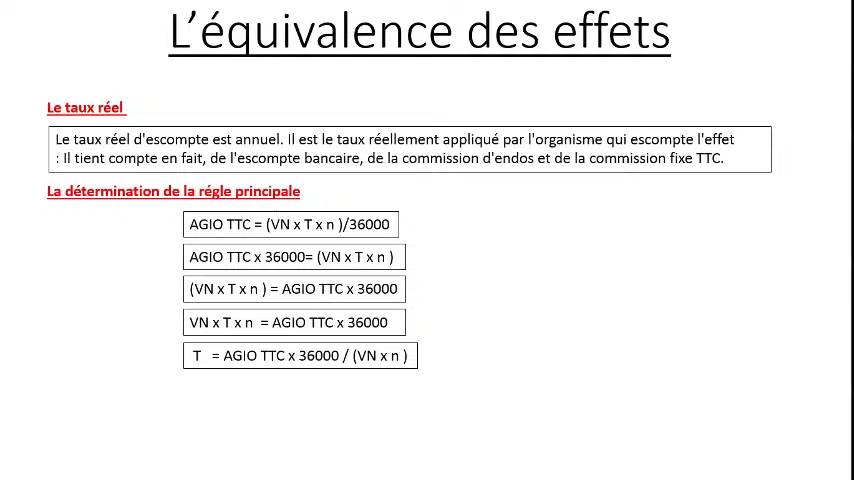 L'équivalence des effets
Le taux réel
Le taux réel d'escompte est annuel. Il est le taux réellement appliqué par l'organisme qui escompte l'effet
: Il tient compte en fait, de l'escompte bancaire, de la commission d'endos et de la commission fixe TTC.
La détermination de la régle principale
AGIO TTC = (VN x T x n )/36000
AGIO TTC x 36000= (VN x T x n )
(VN x T x n ) = AGIO TTC x 36000
VN x T x n = AGIO TTC x 36000
T = AGIO TTC x 36000 / (VN x n )